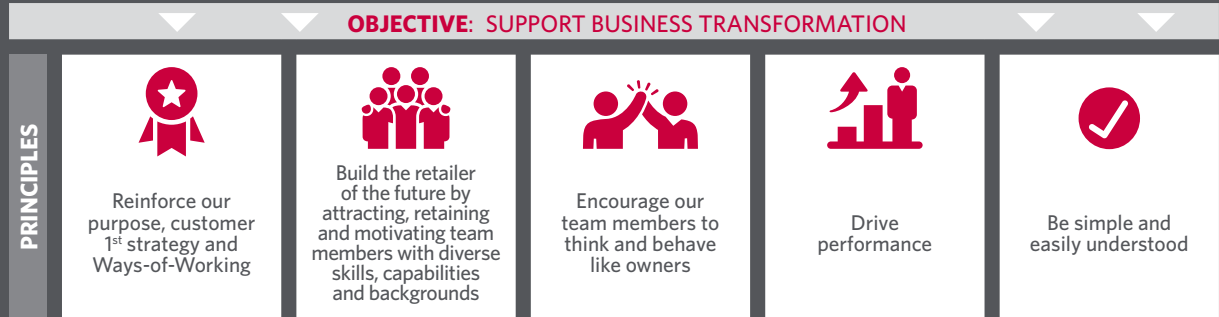 OBJECTIVE: SUPPORT BUSINESS TRANSFORMATION
PRINCIPLES
Reinforce our
purpose, customer
1st strategy and
Ways-of-Working
Build the retailer
of the future by
attracting, retaining
and motivating team
members with diverse
skills, capabilities
and backgrounds
Encourage our
team members to
think and behave
like owners
Drive
performance
Be simple and
easily understood